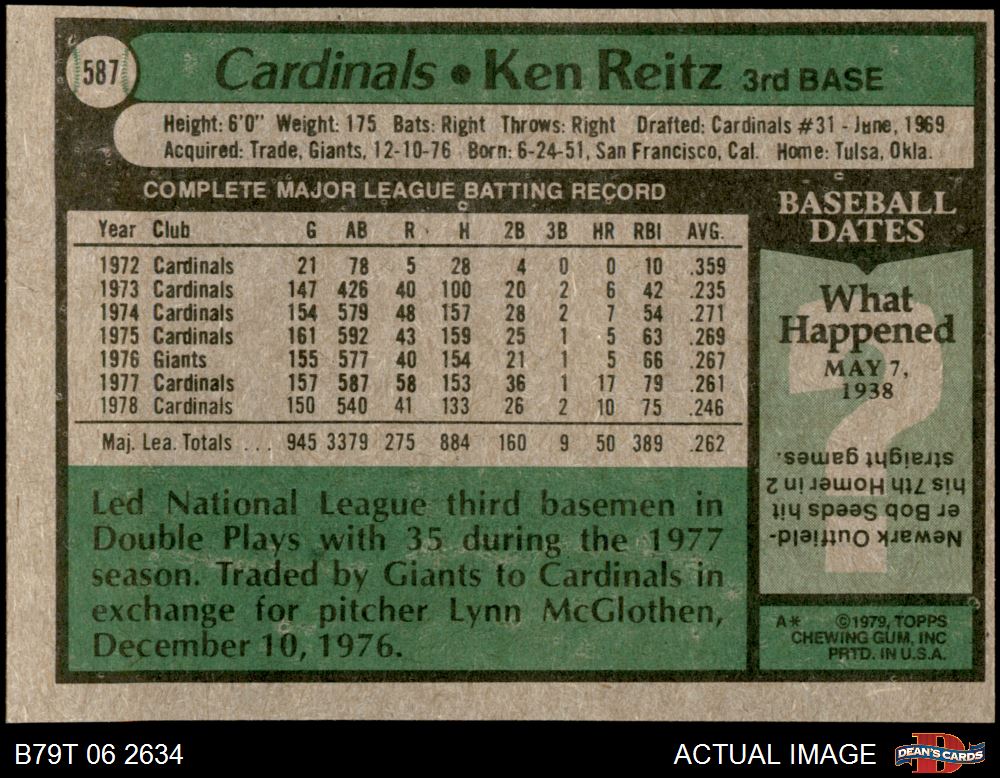 587
Cardinals • Ken Reitz 3rd BASE
Height: 6'0" Weight: 175 Bats: Right Throws: Right Drafted: Cardinals #31 - June, 1969
Acquired: Trade, Giants, 12-10-76 Born: 6-24-51, San Francisco, Cal. Home: Tulsa, Okla.
COMPLETE MAJOR LEAGUE BATTING RECORD
Year Club G AB R H 2B 3B HR RBI AVG.
1972 Cardinals 21 78 5 28 4 0 0 10 .359
1973 Cardinals 147 426 40 100 20 2 6 42 .235
1974 Cardinals 154 579 48 157 28 2 7 54 .271
1975 Cardinals 161 592 43 159 25 1 5 63 .269
1976 Giants 155 577 40 154 21 1 5 66 .267
1977 Cardinals 157 587 58 153 36 1 17 79 .261
1978 Cardinals 150 540 41 133 26 2 10 75 .246
Maj. Lea. Totals ... 945 3379 275 884 160 9 50 389 .262
Led National League third basemen in
Double Plays with 35 during the 1977
season. Traded by Giants to Cardinals in
exchange for pitcher Lynn McGlothen,
December 10, 1976.
BASEBALL
DATES
What
Happened
MAY 7,
1938
?
Newark Outfield-
er Bob Seeds hit
his 7th Homer in 2
straight games.
A* ©1979, TOPPS
CHEWING GUM, INC
PRTD. IN U.S.A.
B79T 06 2634
ACTUAL IMAGE
D
DEAN'S CARDS